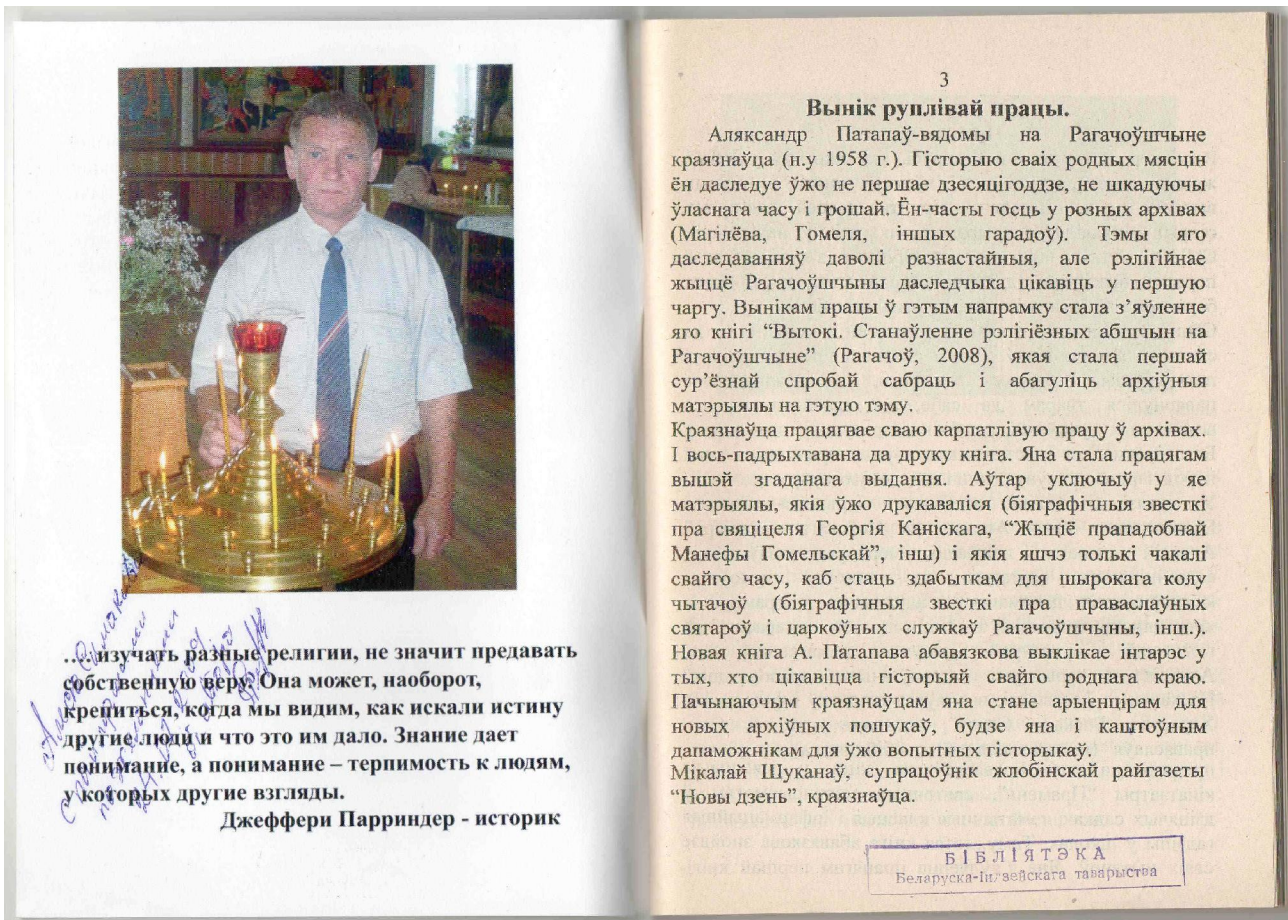 ….изучать разные религии, не значит предавать
собственную веру. Она может, наоборот,
крепиться, когда мы видим, как искали истину
другие люди и что это им дало. Знание дает
понимание, а понимание – терпимость к людям,
у которых другие взгляды.
Джеффери Парриндер - историк
3
Вынік руплівай працы.
Аляксандр Патапаў-вядомы на Рагачоўшчыне
краязнаўца (н.у 1958 г.). Гісторыю сваіх родных мясцін
ён даследуе ўжо не першае дзесяцігоддзе, не шкадуючы
ўласнага часу і грошай. Ён-часты госць у розных архівах
(Магілёва, Гомеля, іншых гарадоў). Тэмы яго
даследаванняў даволі разнастайныя, але рэлігійнае
жыццё Рагачоўшчыны даследчыка цікавіць у першую
чаргу. Вынікам працы ў гэтым напрамку стала з’яўленне
яго кнігі “Вытокі. Станаўленне рэлігіёзных абшчын на
Рагачоўшчыне” (Рагачоў, 2008), якая стала першай
сур’ёзнай спробай сабраць і абагуліць архіўныя
матэрыялы на гэтую тэму.
Краязнаўца працягвае сваю карпатлівую працу ў архівах.
І вось-падрыхтавана да друку кніга. Яна стала працягам
вышэй згаданага выдання. Аўтар уключыў у яе
матэрыялы, якія ўжо друкаваліся (біяграфічныя звесткі
пра свяціцеля Георгія Каніскага, “Жыціё прападобнай
Манефы Гомельскай”, інш) і якія яшчэ толькі чакалі
свайго часу, каб стаць здабыткам для шырокага колу
чытачоў (біяграфічныя звесткі пра праваслаўных
святароў і царкоўных служкаў Рагачоўшчыны, інш.).
Новая кніга А. Патапава абавязкова выклікае інтарэс у
тых, хто цікавіцца гісторыяй свайго роднага краю.
Пачынаючым краязнаўцам яна стане арыенцірам для
новых архіўных пошукаў, будзе яна і каштоўным
дапаможнікам для ўжо вопытных гісторыкаў.
Мікалай Шуканаў, супрацоўнік жлобінскай райгазеты
“Новы дзень”, краязнаўца.
БІБЛІЯТЭКА
Беларуска-Ізраэйскага таварыства